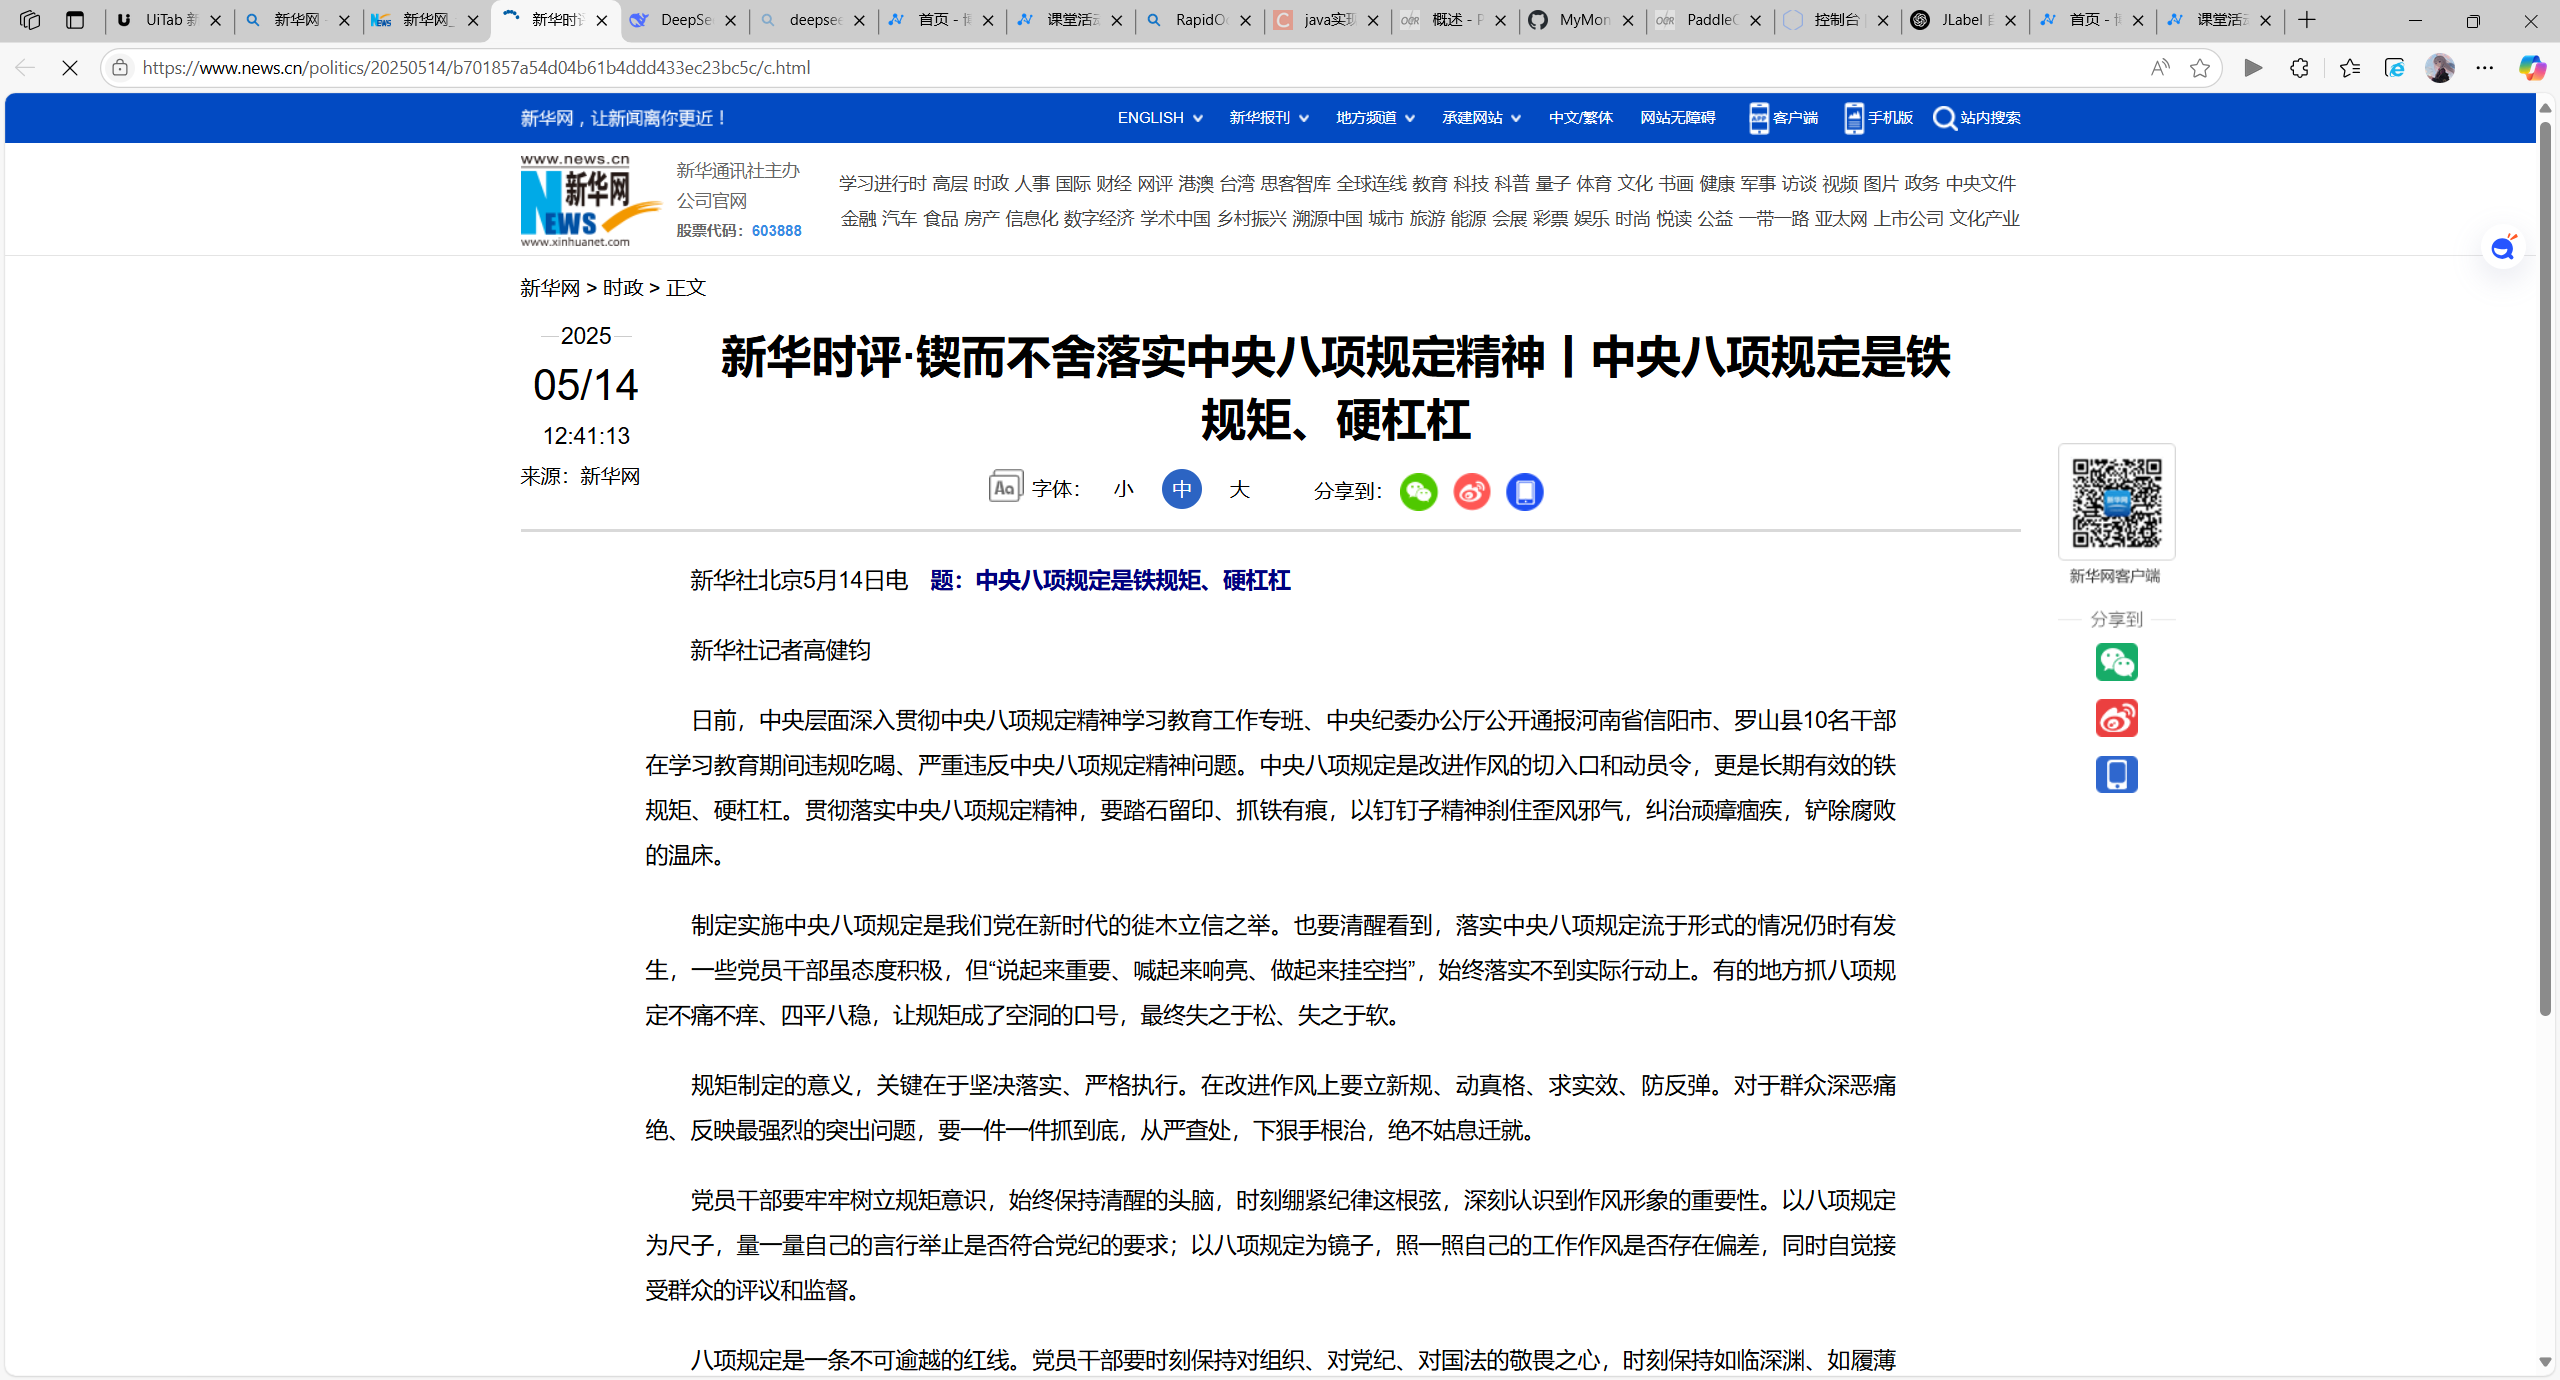 UiTab 新
新华网 -
新华网_
新华时评
DeepSe
deepsee
首页 - 博
课堂活动
RapidOc
java实现
概述 - P
MyMon
PaddleO
控制台
JLabel
首页 - 博
课堂活动
https://www.news.cn/politics/20250514/b701857a54d04b61b4ddd433ec23bc5c/c.html
新华网，让新闻离你更近！
ENGLISH 新华报刊 地方频道 承建网站 中文/繁体 网站无障碍 客户端 手机版 站内搜索
www.news.cn
新华网
NEWS
www.xinhuanet.com
新华通讯社主办
公司官网
股票代码：603888
学习进行时 高层 时政 人事 国际 财经 网评 港澳 台湾 思客智库 全球连线 教育 科技 科普 量子 体育 文化 书画 健康 军事 访谈 视频 图片 政务 中央文件
金融 汽车 食品 房产 信息化 数字经济 学术中国 乡村振兴 溯源中国 城市 旅游 能源 会展 彩票 娱乐 时尚 悦读 公益 一带一路 亚太网 上市公司 文化产业
新华网 > 时政 > 正文
2025
05/14
12:41:13
来源：新华网
新华时评·锲而不舍落实中央八项规定精神丨中央八项规定是铁
规矩、硬杠杠
字体： 小 中 大 分享到：
新华网客户端
分享到
新华社北京5月14日电 题：中央八项规定是铁规矩、硬杠杠
新华社记者高健钧
日前，中央层面深入贯彻中央八项规定精神学习教育工作专班、中央纪委办公厅公开通报河南省信阳市、罗山县10名干部
在学习教育期间违规吃喝、严重违反中央八项规定精神问题。中央八项规定是改进作风的切入口和动员令，更是长期有效的铁
规矩、硬杠杠。贯彻落实中央八项规定精神，要踏石留印、抓铁有痕，以钉钉子精神刹住歪风邪气，纠治顽瘴痼疾，铲除腐败
的温床。
制定实施中央八项规定是我们党在新时代的徙木立信之举。也要清醒看到，落实中央八项规定流于形式的情况仍时有发
生，一些党员干部虽态度积极，但“说起来重要、喊起来响亮、做起来挂空挡”，始终落实不到实际行动上。有的地方抓八项规
定不痛不痒、四平八稳，让规矩成了空洞的口号，最终失之于松、失之于软。
规矩制定的意义，关键在于坚决落实、严格执行。在改进作风上要立新规、动真格、求实效、防反弹。对于群众深恶痛
绝、反映最强烈的突出问题，要一件一件抓到底，从严查处，下狠手根治，绝不姑息迁就。
党员干部要牢牢树立规矩意识，始终保持清醒的头脑，时刻绷紧纪律这根弦，深刻认识到作风形象的重要性。以八项规定
为尺子，量一量自己的言行举止是否符合党纪的要求；以八项规定为镜子，照一照自己的工作作风是否存在偏差，同时自觉接
受群众的评议和监督。
八项规定是一条不可逾越的红线。党员干部要时刻保持对组织、对党纪、对国法的敬畏之心，时刻保持如临深渊、如履薄